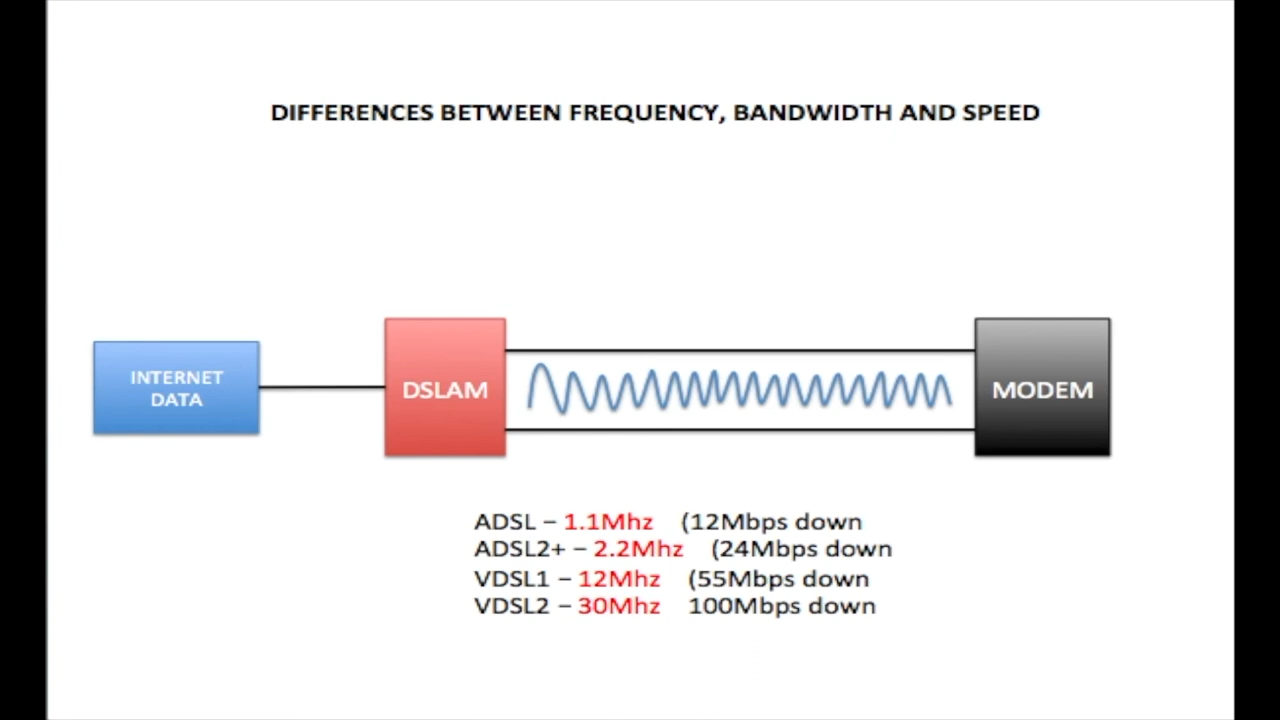 DIFFERENCES BETWEEN FREQUENCY, BANDWIDTH AND SPEED
INTERNET
DATA
DSLAM
MODEM
ADSL – 1.1Mhz (12Mbps down
ADSL2+ – 2.2Mhz (24Mbps down
VDSL1 – 12Mhz (55Mbps down
VDSL2 – 30Mhz 100Mbps down